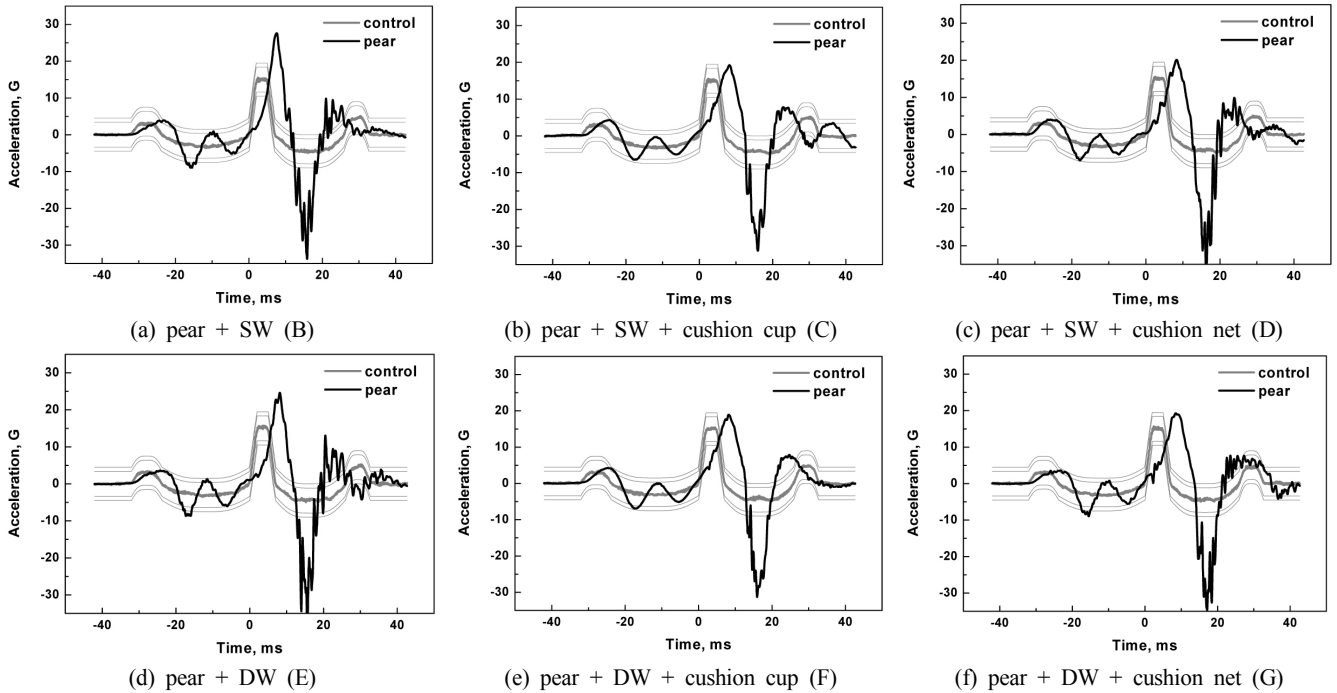 control
pear
30
20
10
0
-10
-20
-30
Acceleration, G
-40
-20
0
20
40
Time, ms
(a) pear + SW (B)
control
pear
30
20
10
0
-10
-20
-30
Acceleration, G
-40
-20
0
20
40
Time, ms
(b) pear + SW + cushion cup (C)
control
pear
30
20
10
0
-10
-20
-30
Acceleration, G
-40
-20
0
20
40
Time, ms
(c) pear + SW + cushion net (D)
control
pear
30
20
10
0
-10
-20
-30
Acceleration, G
-40
-20
0
20
40
Time, ms
(d) pear + DW (E)
control
pear
30
20
10
0
-10
-20
-30
Acceleration, G
-40
-20
0
20
40
Time, ms
(e) pear + DW + cushion cup (F)
control
pear
30
20
10
0
-10
-20
-30
Acceleration, G
-40
-20
0
20
40
Time, ms
(f) pear + DW + cushion net (G)